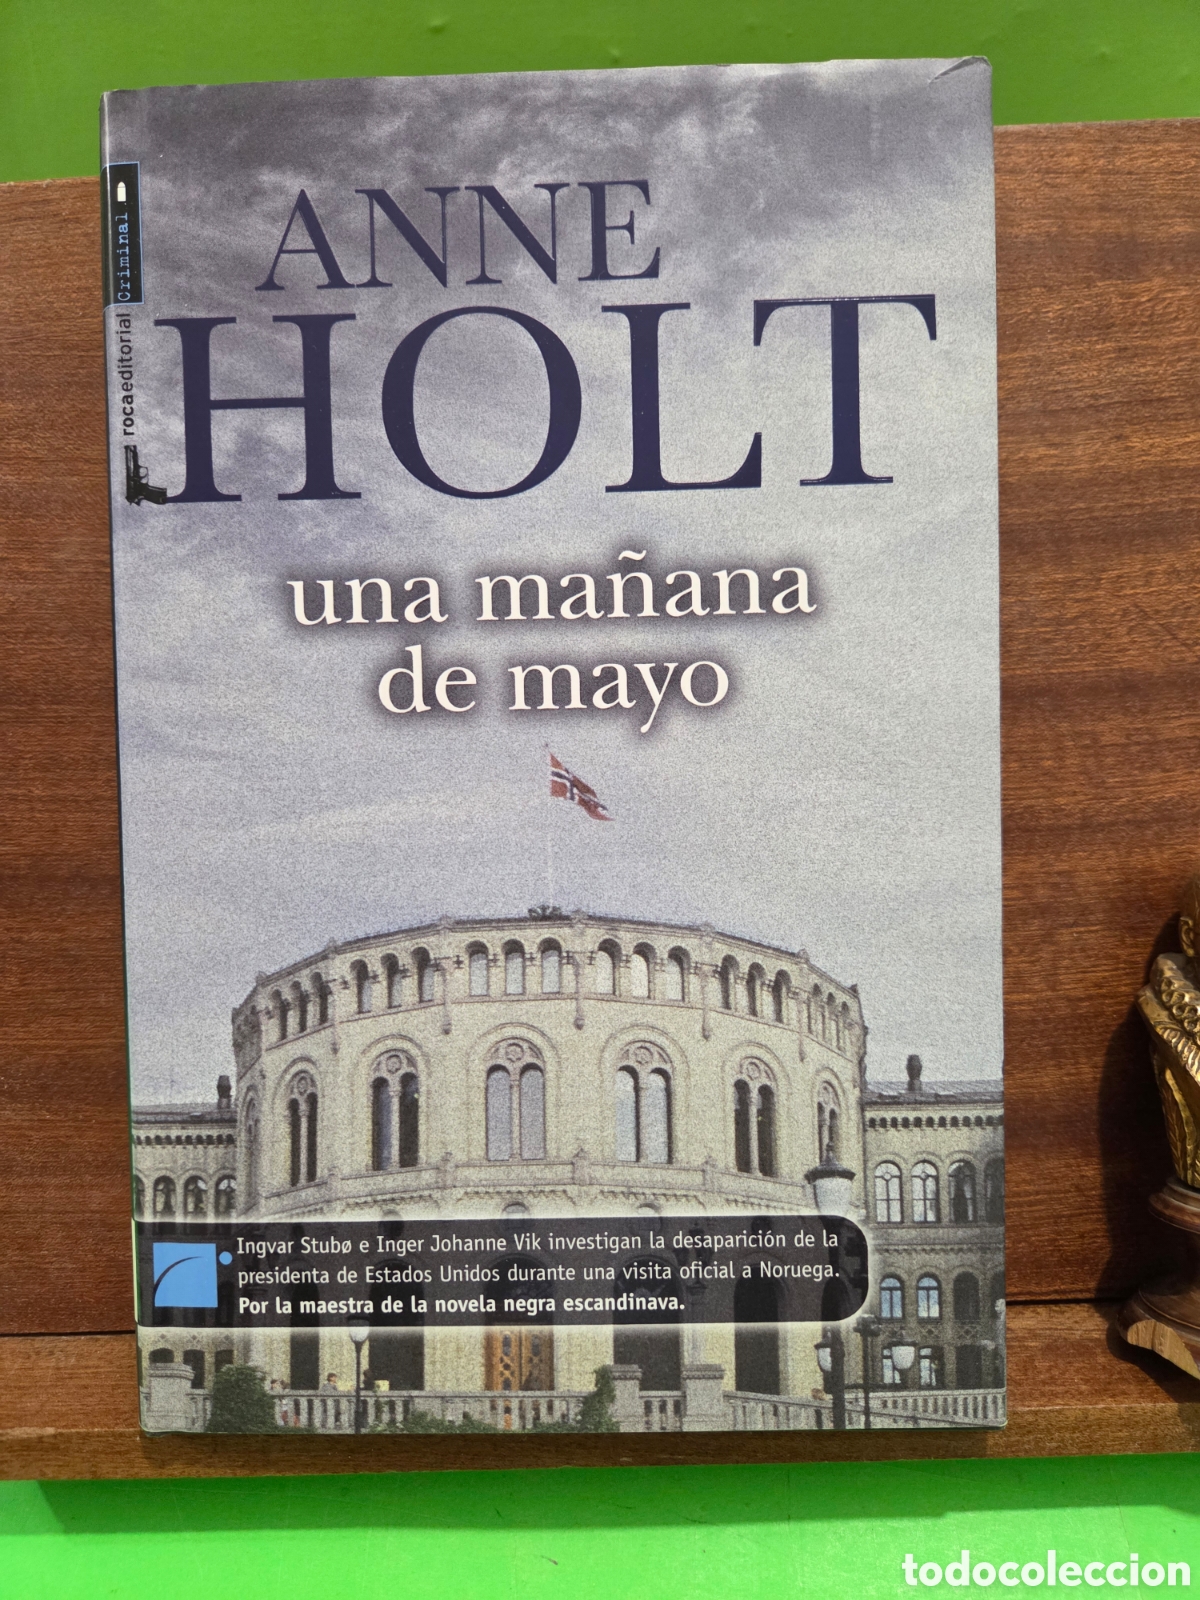 ANNE
HOLT
Criminal
rocaeditorial
una mañana
de mayo
Ingvar Stubø e Inger Johanne Vik investigan la desaparición de la
presidenta de Estados Unidos durante una visita oficial a Noruega.
Por la maestra de la novela negra escandinava.
todocoleccion